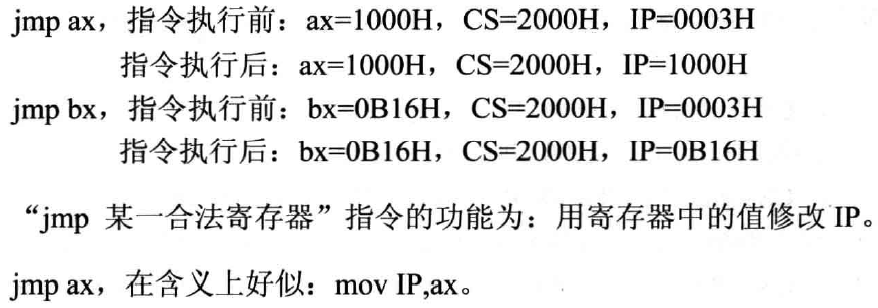 jmp ax，指令执行前：ax=1000H，CS=2000H，IP=0003H
指令执行后：ax=1000H，CS=2000H，IP=1000H
jmp bx，指令执行前：bx=0B16H，CS=2000H，IP=0003H
指令执行后：bx=0B16H，CS=2000H，IP=0B16H
“jmp 某一合法寄存器”指令的功能为：用寄存器中的值修改 IP。
jmp ax，在含义上好似：mov IP,ax。